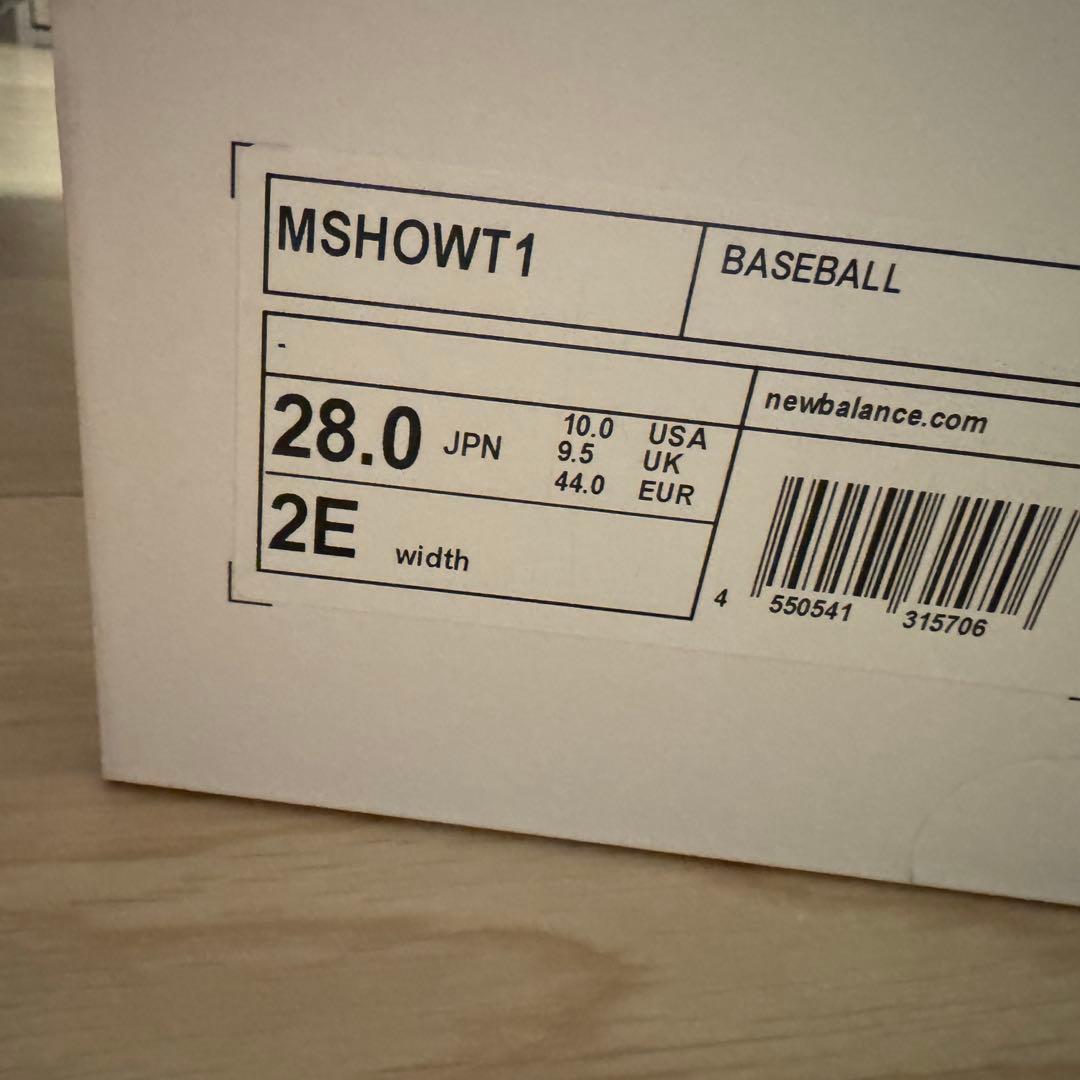 MSHOWT1
BASEBALL
-
newbalance.com
28.0 JPN
10.0 USA
9.5 UK
44.0 EUR
2E width
4 550541 315706